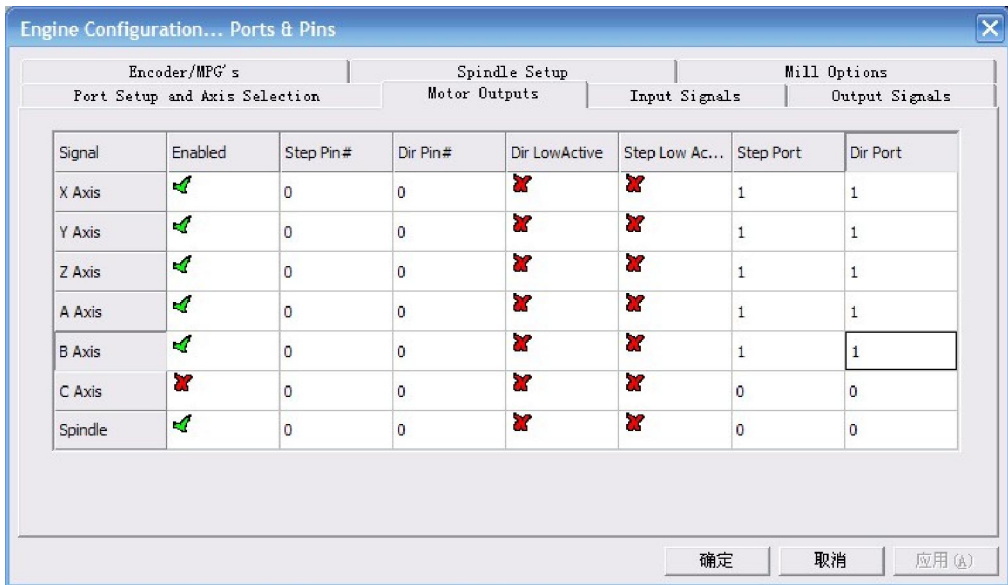 Engine Configuration... Ports & Pins
Encoder/MPG's Spindle Setup Mill Options
Port Setup and Axis Selection Motor Outputs Input Signals Output Signals
Signal Enabled Step Pin# Dir Pin# Dir LowActive Step Low Ac... Step Port Dir Port
X Axis 0 0 1 1
Y Axis 0 0 1 1
Z Axis 0 0 1 1
A Axis 0 0 1 1
B Axis 0 0 1 1
C Axis 0 0 0 0
Spindle 0 0 0 0
确定 取消 应用(A)